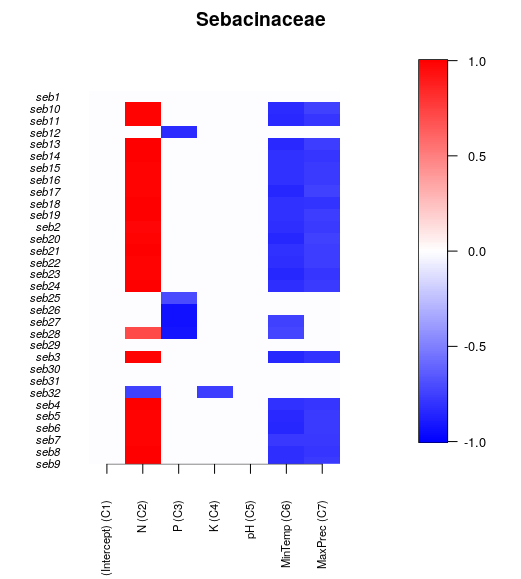 Sebacinaceae
seb1
seb10
seb11
seb12
seb13
seb14
seb15
seb16
seb17
seb18
seb19
seb2
seb20
seb21
seb22
seb23
seb24
seb25
seb26
seb27
seb28
seb29
seb3
seb30
seb31
seb32
seb4
seb5
seb6
seb7
seb8
seb9
(Intercept) (C1)
N (C2)
P (C3)
K (C4)
pH (C5)
MinTemp (C6)
MaxPrec (C7)
1.0
0.5
0.0
-0.5
-1.0